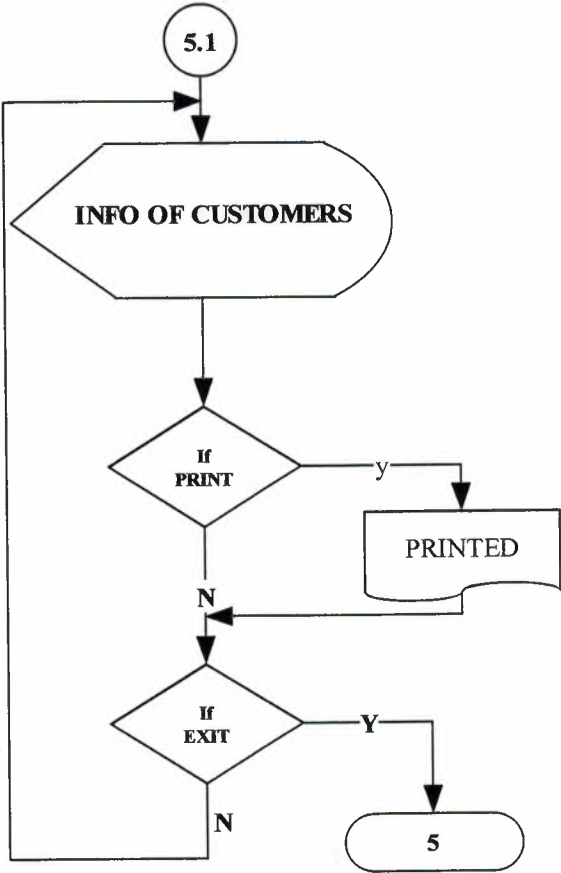 5.1
INFO OF CUSTOMERS
If
PRINT
y
PRINTED
N
If
EXIT
Y
N
5